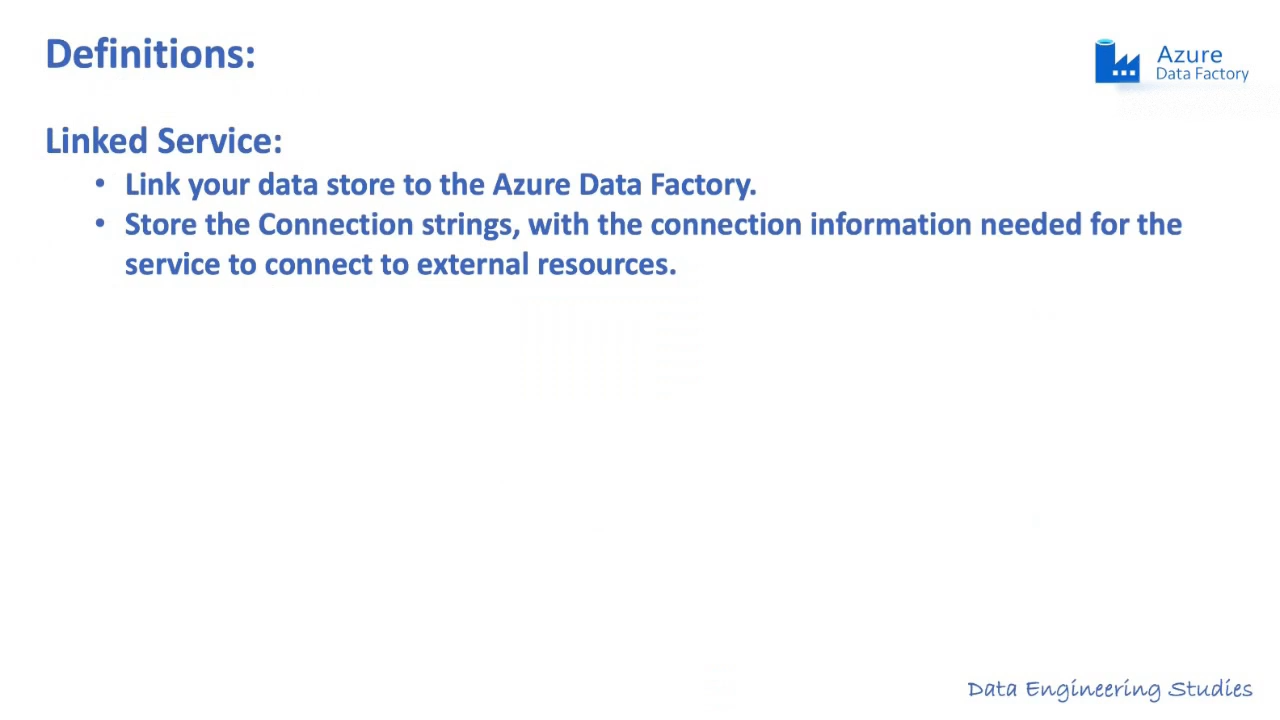 Definitions:
Azure
Data Factory
Linked Service:
• Link your data store to the Azure Data Factory.
• Store the Connection strings, with the connection information needed for the
service to connect to external resources.
Data Engineering Studies